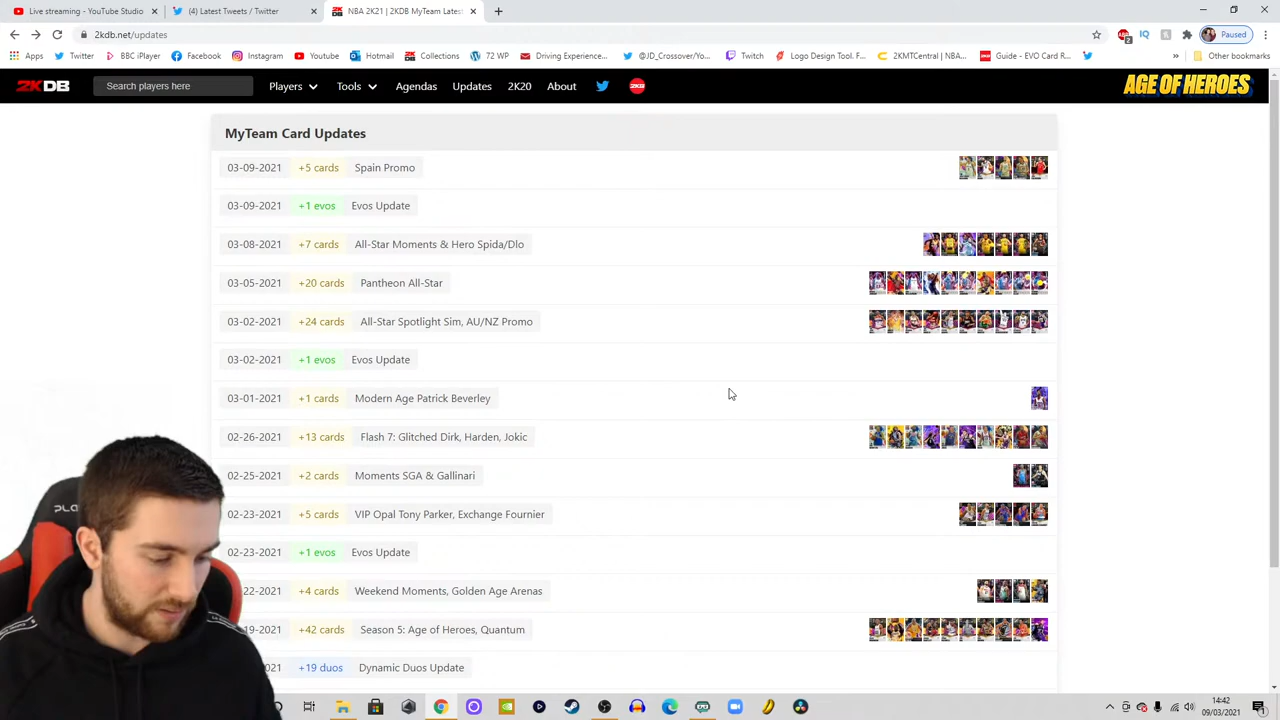 Live streaming - YouTube Studio
(4) Latest Tweets / Twitter
NBA 2K21 | 2KDB MyTeam Lates
2kdb.net/updates
Paused
Apps
Twitter
BBC iPlayer
Facebook
Instagram
Youtube
Hotmail
Collections
72 WP
Driving Experience...
@JD_Crossover/Yo...
Twitch
Logo Design Tool. F...
2KMTCentral | NBA...
Guide - EVO Card R...
Other bookmarks
2KDB
Search players here
Players
Tools
Agendas
Updates
2K20
About
AGE OF HEROES
MyTeam Card Updates
03-09-2021 +5 cards Spain Promo
03-09-2021 +1 evos Evos Update
03-08-2021 +7 cards All-Star Moments & Hero Spida/Dlo
03-05-2021 +20 cards Pantheon All-Star
03-02-2021 +24 cards All-Star Spotlight Sim, AU/NZ Promo
03-02-2021 +1 evos Evos Update
03-01-2021 +1 cards Modern Age Patrick Beverley
02-26-2021 +13 cards Flash 7: Glitched Dirk, Harden, Jokic
02-25-2021 +2 cards Moments SGA & Gallinari
02-23-2021 +5 cards VIP Opal Tony Parker, Exchange Fournier
02-23-2021 +1 evos Evos Update
22-2021 +4 cards Weekend Moments, Golden Age Arenas
19-2021 +42 cards Season 5: Age of Heroes, Quantum
2021 +19 duos Dynamic Duos Update
14:42
09/03/2021